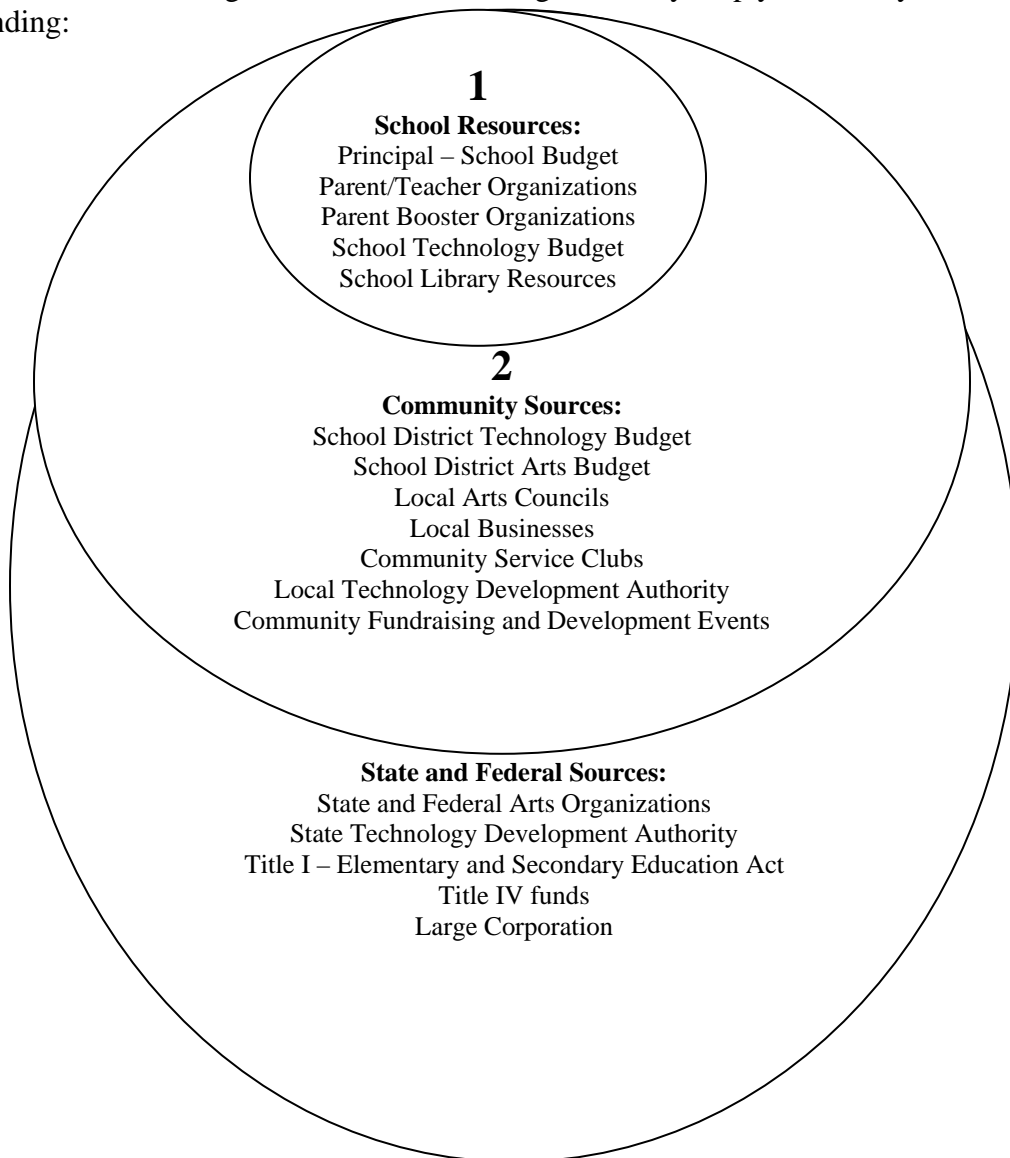 nding:
1
School Resources:
Principal – School Budget
Parent/Teacher Organizations
Parent Booster Organizations
School Technology Budget
School Library Resources
2
Community Sources:
School District Technology Budget
School District Arts Budget
Local Arts Councils
Local Businesses
Community Service Clubs
Local Technology Development Authority
Community Fundraising and Development Events
State and Federal Sources:
State and Federal Arts Organizations
State Technology Development Authority
Title I – Elementary and Secondary Education Act
Title IV funds
Large Corporation